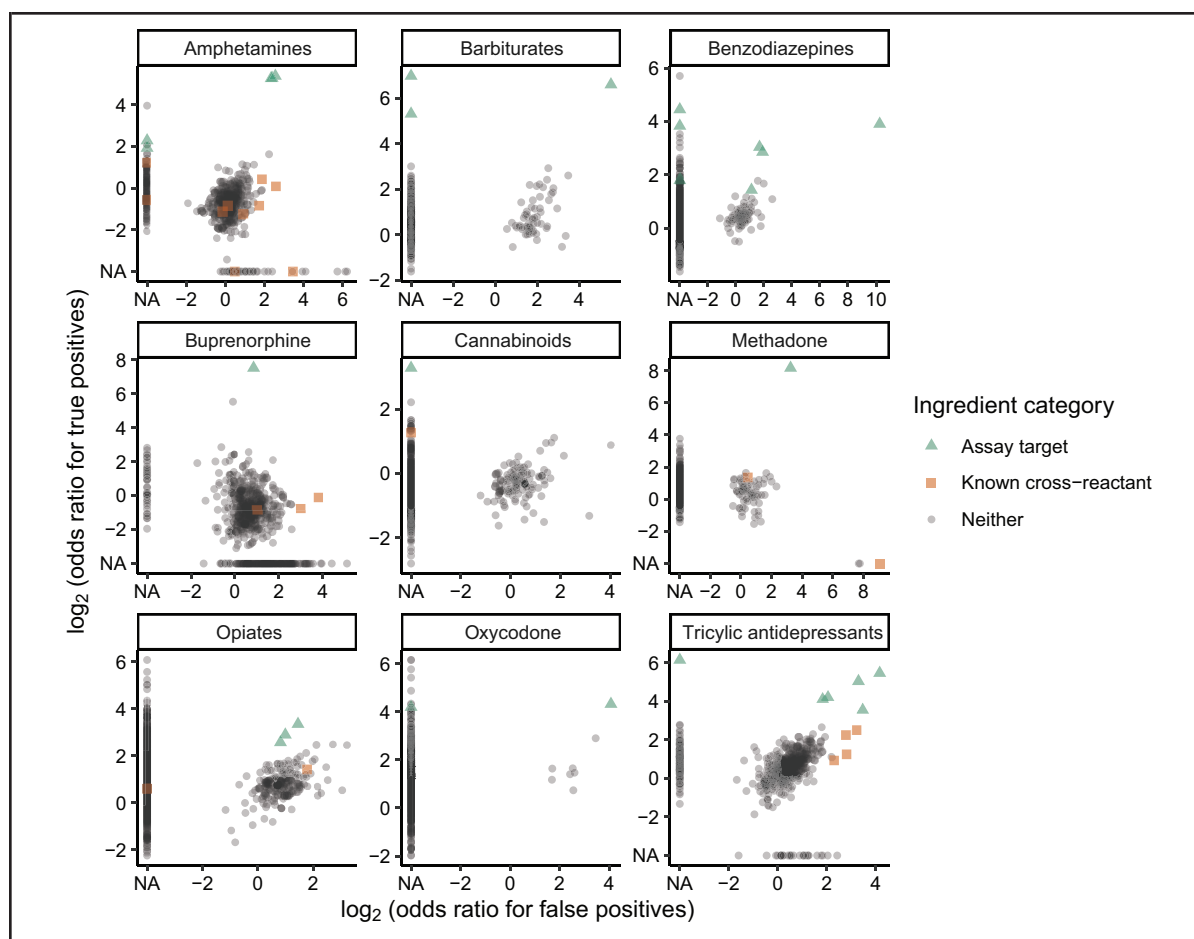 Amphetamines
Barbiturates
Benzodiazepines
4
2
0
−2
NA
NA −2 0 2 4 6
6
4
2
0
−2
NA −2 0 2 4
6
4
2
0
NA −2 0 2 4 6 8 10
Buprenorphine
Cannabinoids
Methadone
8
6
4
2
0
−2
NA
NA −2 0 2 4
2
0
−2
NA −2 0 2 4
8
6
4
2
0
−2
NA
NA −2 0 2 4 6 8
Opiates
Oxycodone
Tricylic antidepressants
6
4
2
0
−2
NA −2 0 2
6
4
2
0
−2
NA −2 0 2 4
6
4
2
0
−2
NA
NA −2 0 2 4
log2 (odds ratio for true positives)
log2 (odds ratio for false positives)
Ingredient category
Assay target
Known cross−reactant
Neither